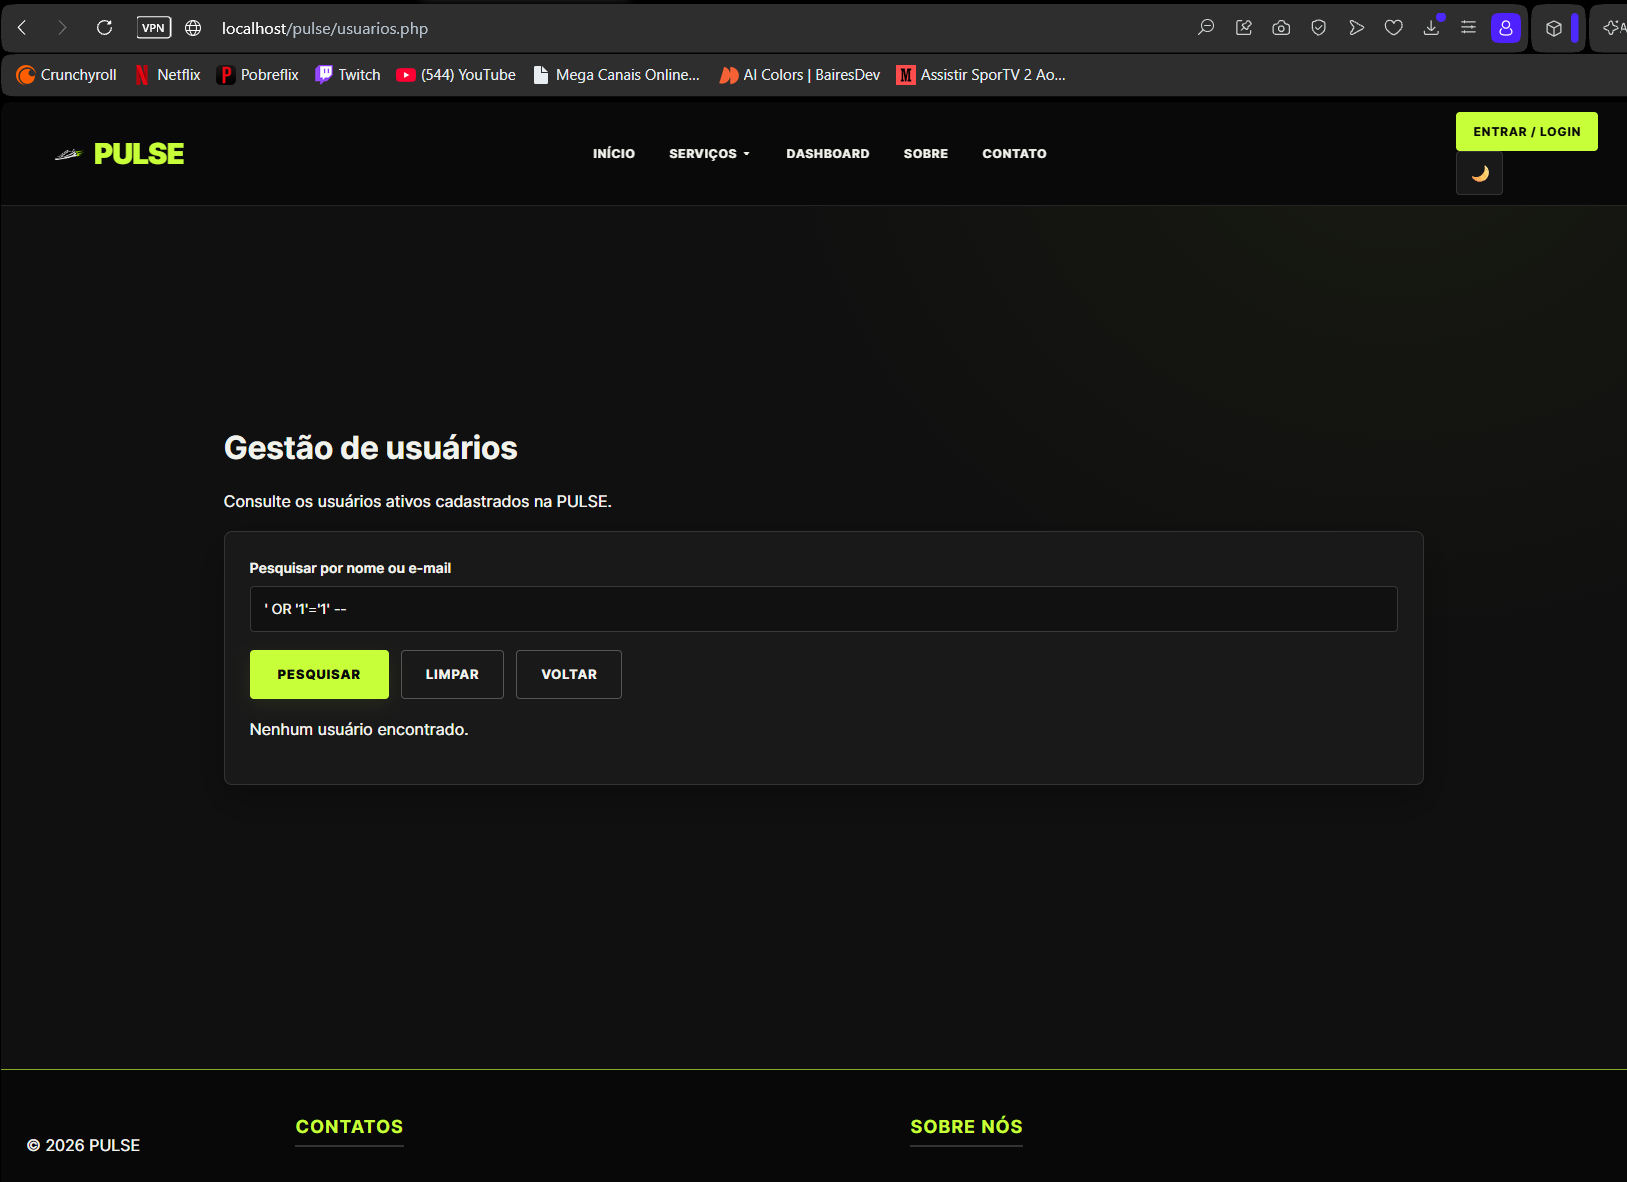 VPN
localhost/pulse/usuarios.php
Crunchyroll
Netflix
Pobreflix
Twitch
(544) YouTube
Mega Canais Online...
AI Colors | BairesDev
Assistir SporTV 2 Ao...
PULSE
INÍCIO
SERVIÇOS
DASHBOARD
SOBRE
CONTATO
ENTRAR / LOGIN
Gestão de usuários
Consulte os usuários ativos cadastrados na PULSE.
Pesquisar por nome ou e-mail
' OR '1'='1' --
PESQUISAR
LIMPAR
VOLTAR
Nenhum usuário encontrado.
© 2026 PULSE
CONTATOS
SOBRE NÓS